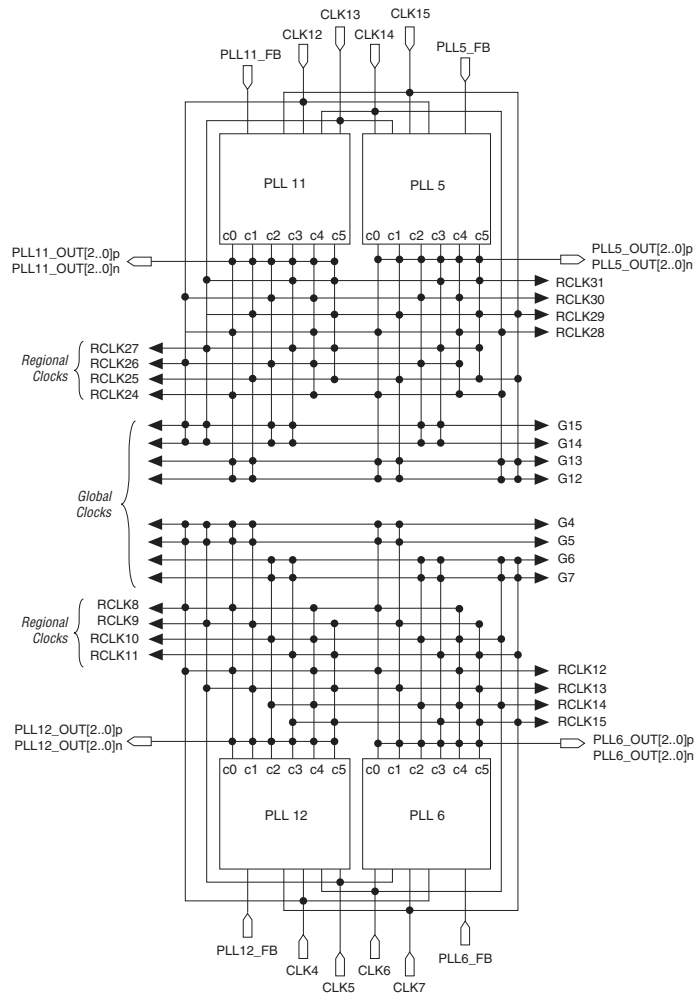 CLK13
CLK15
CLK12
CLK14
PLL11_FB
PLL5_FB
PLL 11
PLL 5
c0 c1 c2 c3 c4 c5
c0 c1 c2 c3 c4 c5
PLL11_OUT[2..0]p
PLL11_OUT[2..0]n
PLL5_OUT[2..0]p
PLL5_OUT[2..0]n
RCLK31
RCLK30
RCLK29
RCLK28
Regional
Clocks
RCLK27
RCLK26
RCLK25
RCLK24
G15
G14
G13
G12
Global
Clocks
G4
G5
G6
G7
Regional
Clocks
RCLK8
RCLK9
RCLK10
RCLK11
RCLK12
RCLK13
RCLK14
RCLK15
PLL12_OUT[2..0]p
PLL12_OUT[2..0]n
PLL6_OUT[2..0]p
PLL6_OUT[2..0]n
c0 c1 c2 c3 c4 c5
c0 c1 c2 c3 c4 c5
PLL 12
PLL 6
PLL12_FB
PLL6_FB
CLK4
CLK6
CLK5
CLK7